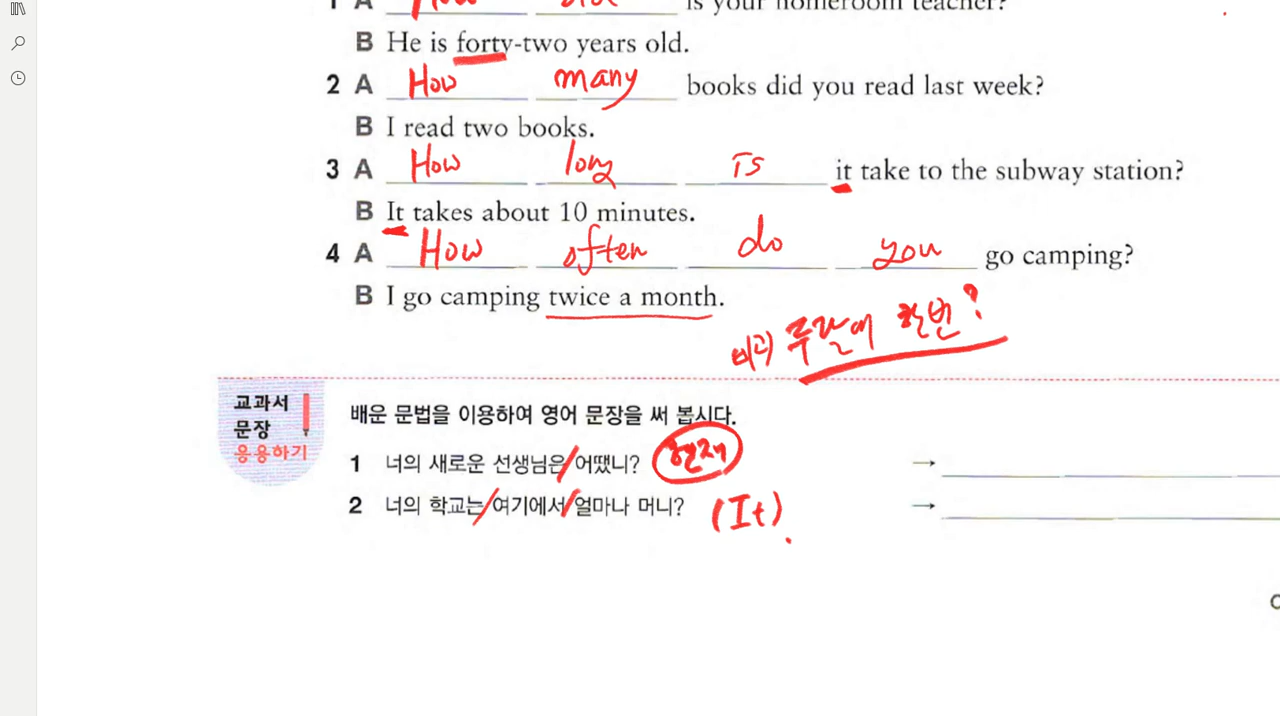 1 A How old is your homeroom teacher?
B He is forty-two years old.
2 A How many books did you read last week?
B I read two books.
3 A How long is it take to the subway station?
B It takes about 10 minutes.
4 A How often do you go camping?
B I go camping twice a month.
비교) 두달에 한번?
교과서
문장
응용하기
배운 문법을 이용하여 영어 문장을 써 봅시다.
1 너의 새로운 선생님은/어땠니? 현재 →
2 너의 학교는/여기에서/얼마나 머니? (It) →